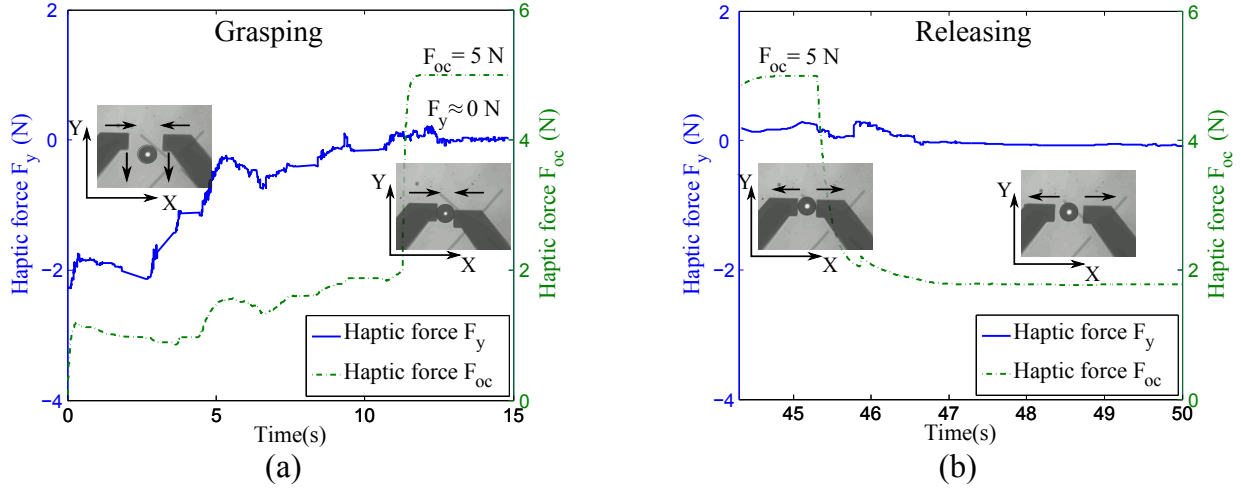 Grasping
Haptic force F_y (N)
2
1
0
−2
−4
F_oc = 5 N
F_y ≈ 0 N
Y
X
Y
X
Haptic force F_y
Haptic force F_oc
0
5
10
15
Time(s)
6
4
2
0
Haptic force F_oc (N)
(a)
Releasing
Haptic force F_y (N)
2
0
−2
−4
F_oc = 5 N
Y
X
Y
X
Haptic force F_y
Haptic force F_oc
45
46
47
48
49
50
Time(s)
6
4
2
0
Haptic force F_oc (N)
(b)